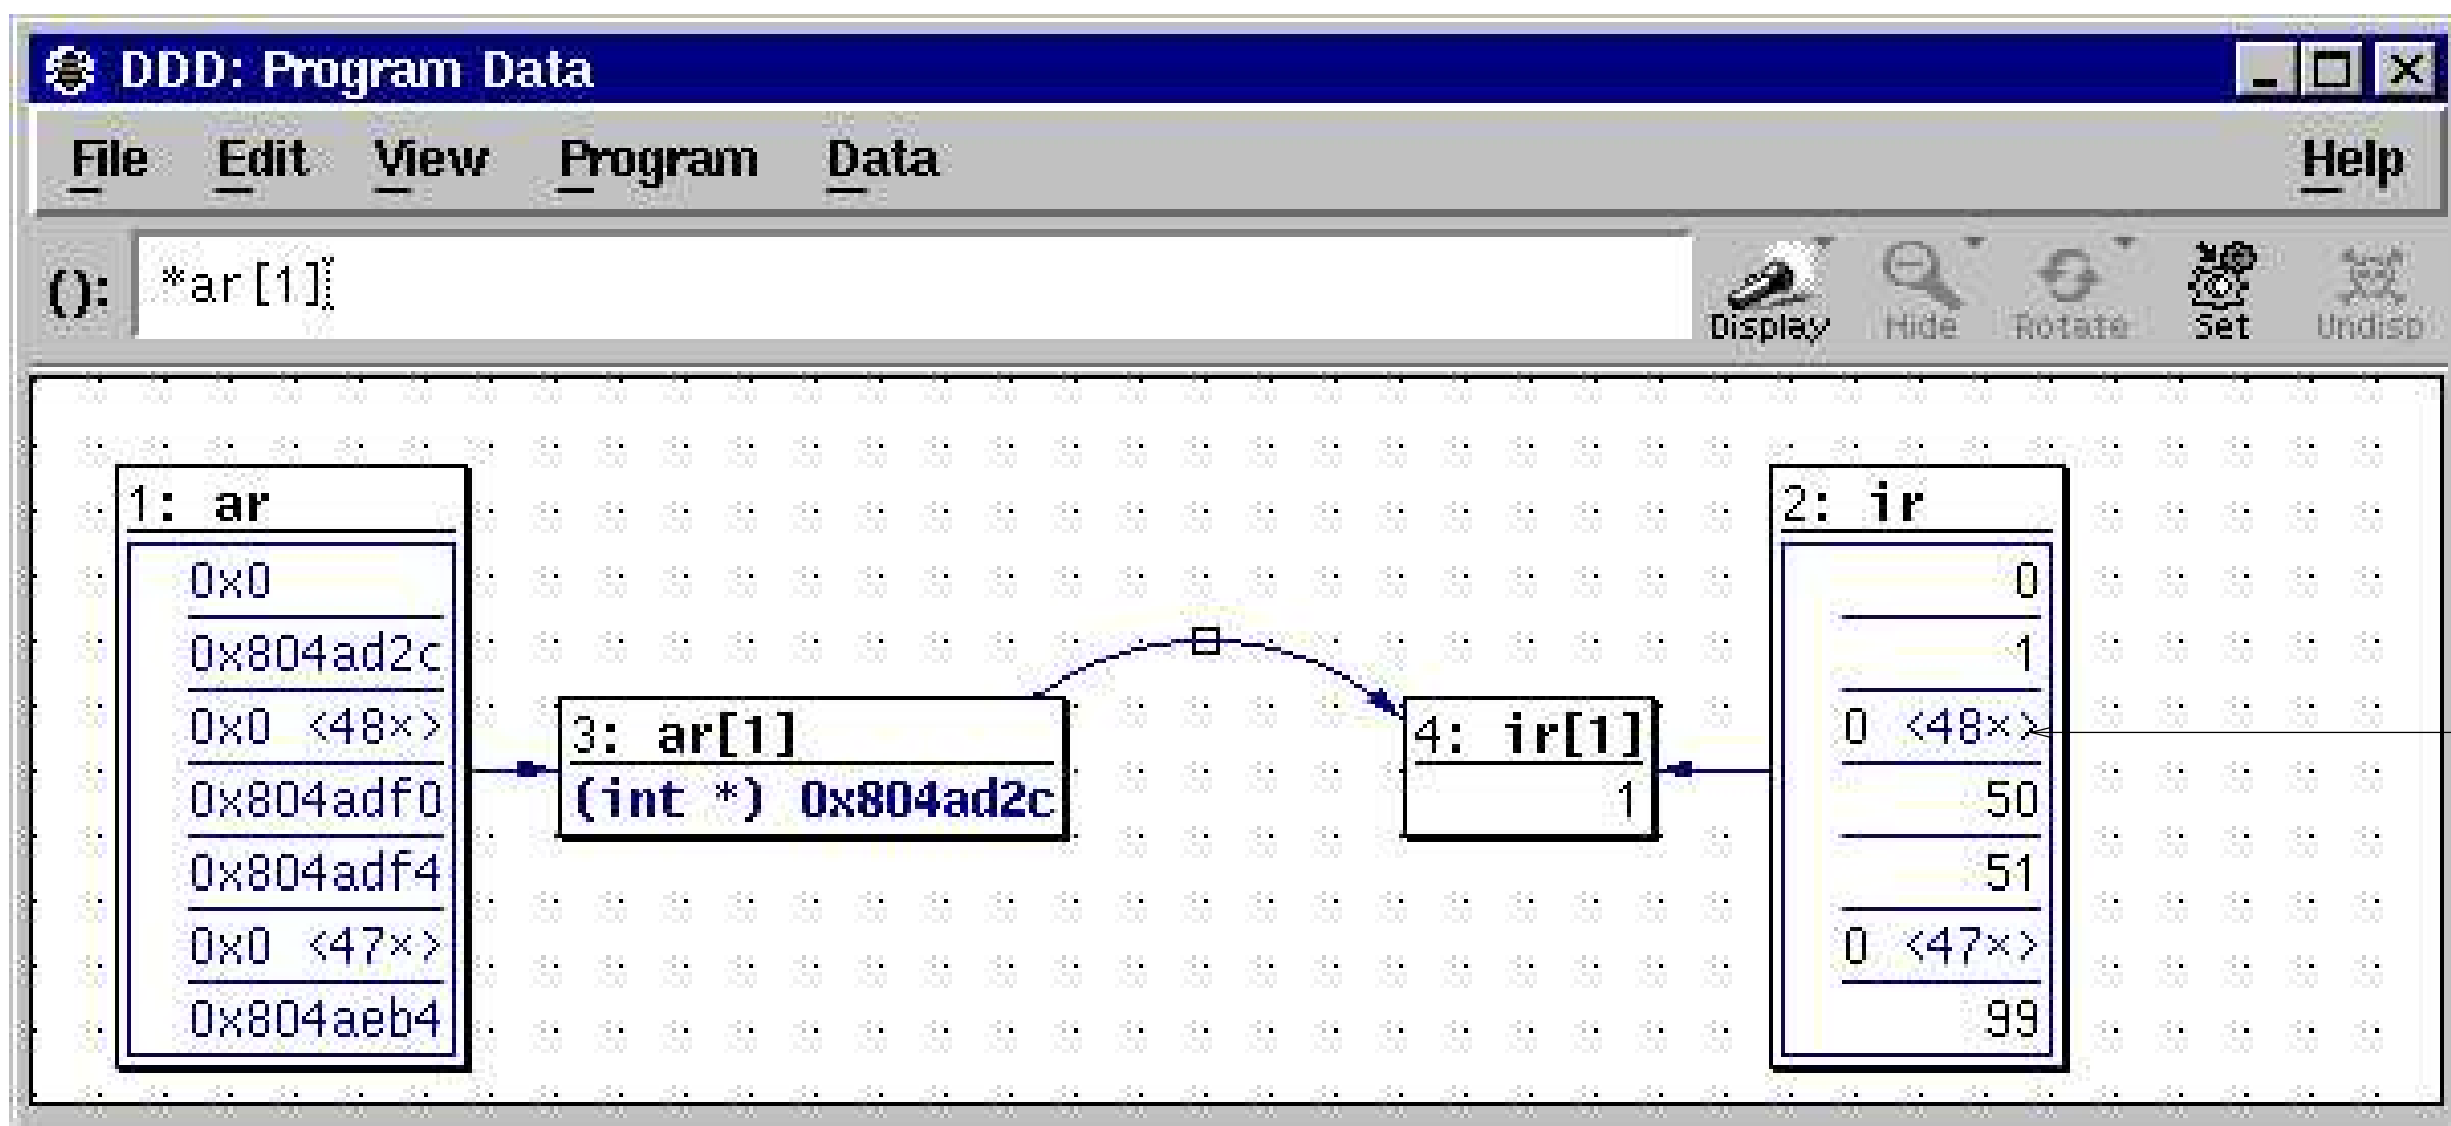 DDD: Program Data
File Edit View Program Data Help
(): *ar[1]
Display Hide Rotate Set Undisp
1: ar
0x0
0x804ad2c
0x0 <48×>
0x804adf0
0x804adf4
0x0 <47×>
0x804aeb4
3: ar[1]
(int *) 0x804ad2c
4: ir[1]
1
2: ir
0
1
0 <48×>
50
51
0 <47×>
99